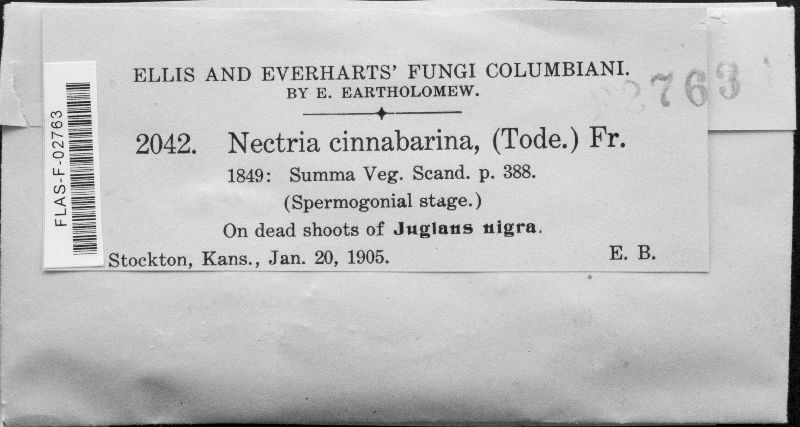 ELLIS AND EVERHARTS' FUNGI COLUMBIANI.
BY E. EARTHOLOMEW.
2763
2042. Nectria cinnabarina, (Tode.) Fr.
1849: Summa Veg. Scand. p. 388.
(Spermogonial stage.)
On dead shoots of Juglans nigra.
Stockton, Kans., Jan. 20, 1905. E. B.
FLAS-F-02763